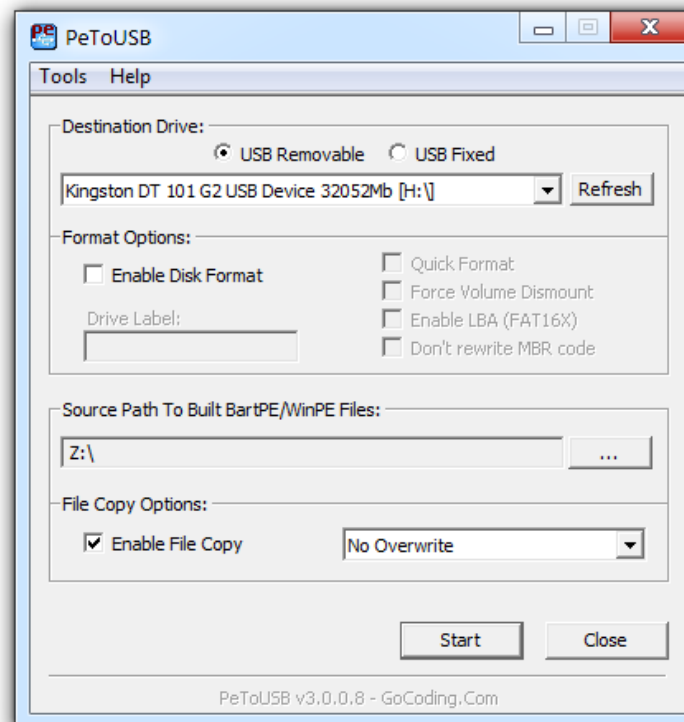 PeToUSB
Tools Help
Destination Drive:
USB Removable USB Fixed
Kingston DT 101 G2 USB Device 32052Mb [H:\]
Refresh
Format Options:
Enable Disk Format
Quick Format
Force Volume Dismount
Drive Label:
Enable LBA (FAT16X)
Don't rewrite MBR code
Source Path To Built BartPE/WinPE Files:
Z:\
...
File Copy Options:
Enable File Copy
No Overwrite
Start
Close
PeToUSB v3.0.0.8 - GoCoding.Com